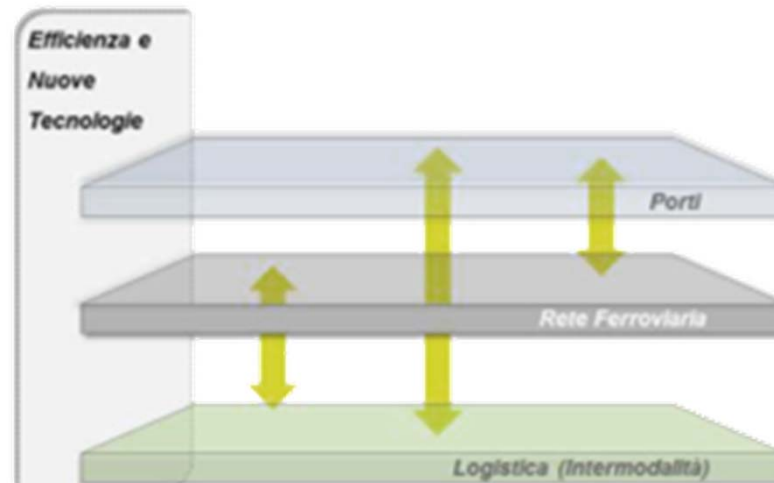 Efficienza e
Nuove
Tecnologie
Porti
Rete Ferroviaria
Logistica (Intermodalità)